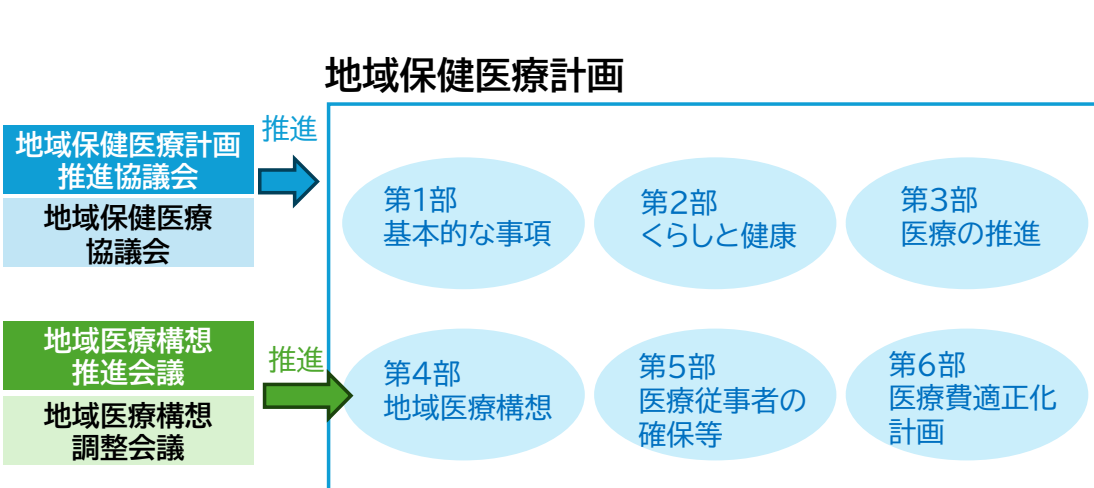 地域保健医療計画
地域保健医療計画
推進協議会
推進
地域保健医療
協議会
第1部
基本的な事項
第2部
くらしと健康
第3部
医療の推進
地域医療構想
推進会議
推進
地域医療構想
調整会議
第4部
地域医療構想
第5部
医療従事者の
確保等
第6部
医療費適正化
計画